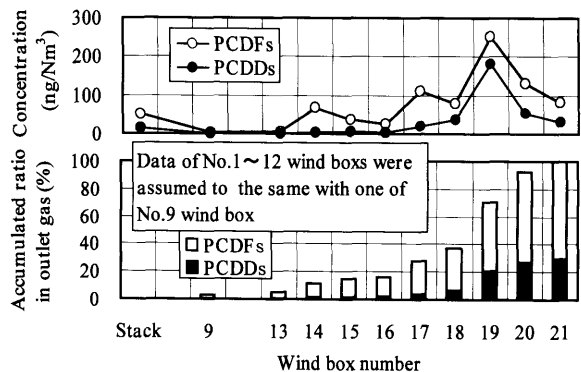 Concentration
(ng/Nm³)
300
200
100
0
PCDFs
PCDDs
Accumulated ratio
in outlet gas (%)
100
80
60
40
20
0
Data of No.1～12 wind boxs were
assumed to the same with one of
No.9 wind box
PCDFs
PCDDs
Stack 9 13 14 15 16 17 18 19 20 21
Wind box number